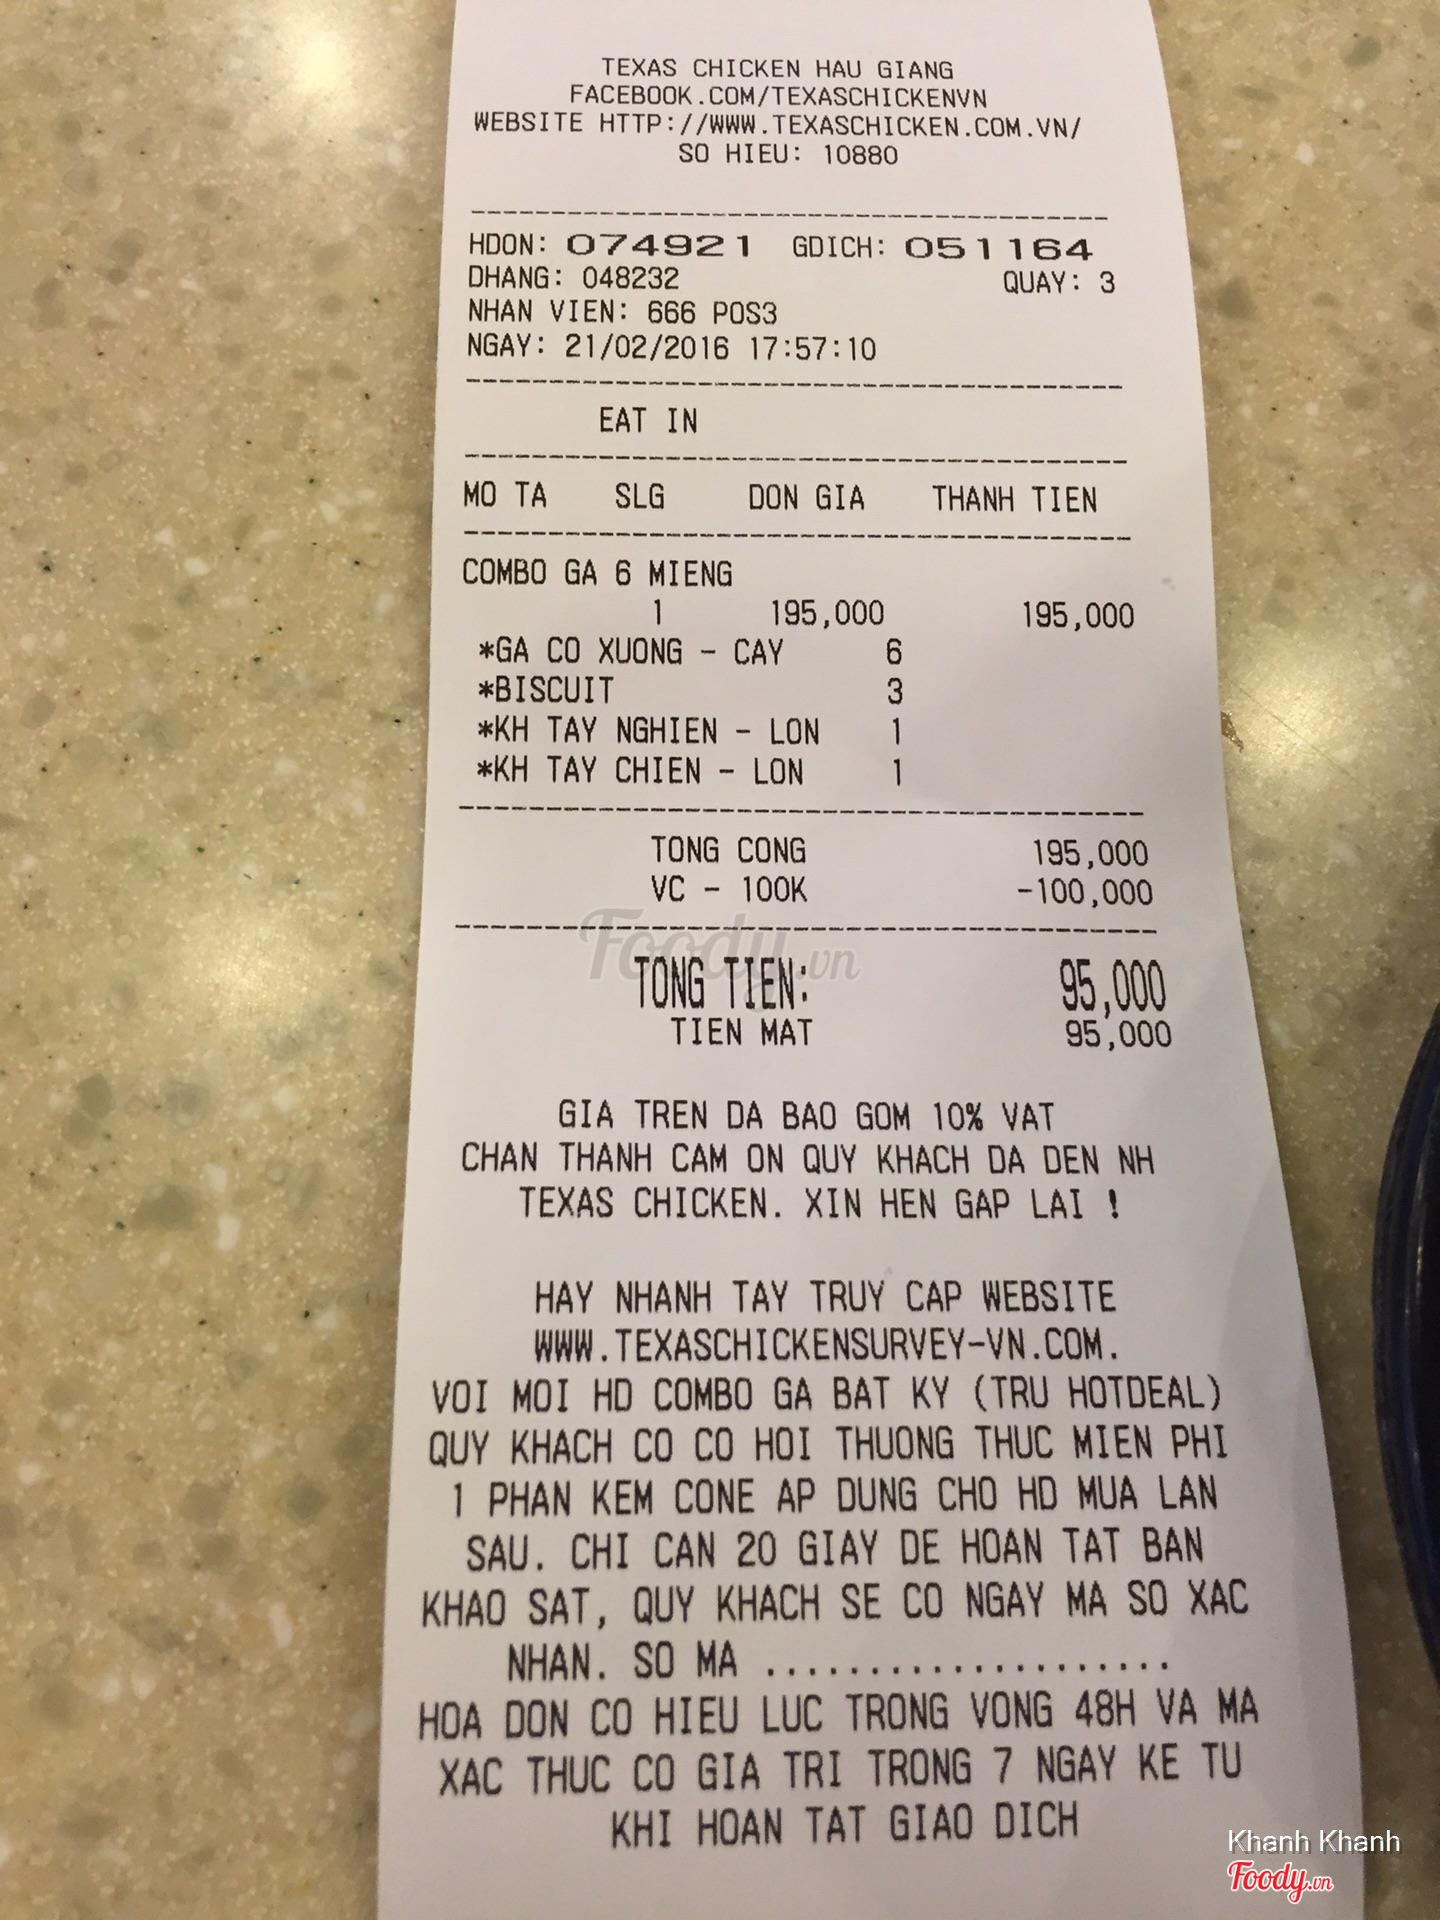 TEXAS CHICKEN HAU GIANG
FACEBOOK.COM/TEXASCHICKENVN
WEBSITE HTTP://WWW.TEXASCHICKEN.COM.VN/
SO HIEU: 10880
HDON: 074921 GDICH: 051164
DHANG: 048232 QUAY: 3
NHAN VIEN: 666 POS3
NGAY: 21/02/2016 17:57:10
EAT IN
MO TA SLG DON GIA THANH TIEN
COMBO GA 6 MIENG
1 195,000 195,000
*GA CO XUONG - CAY 6
*BISCUIT 3
*KH TAY NGHIEN - LON 1
*KH TAY CHIEN - LON 1
TONG CONG 195,000
VC - 100K -100,000
Foody.vn
TONG TIEN: 95,000
TIEN MAT 95,000
GIA TREN DA BAO GOM 10% VAT
CHAN THANH CAM ON QUY KHACH DA DEN NH
TEXAS CHICKEN. XIN HEN GAP LAI !
HAY NHANH TAY TRUY CAP WEBSITE
WWW.TEXASCHICKENSURVEY-VN.COM.
VOI MOI HD COMBO GA BAT KY (TRU HOTDEAL)
QUY KHACH CO CO HOI THUONG THUC MIEN PHI
1 PHAN KEM CONE AP DUNG CHO HD MUA LAN
SAU. CHI CAN 20 GIAY DE HOAN TAT BAN
KHAO SAT, QUY KHACH SE CO NGAY MA SO XAC
NHAN. SO MA ....................
HOA DON CO HIEU LUC TRONG VONG 48H VA MA
XAC THUC CO GIA TRI TRONG 7 NGAY KE TU
KHI HOAN TAT GIAO DICH
Khanh Khanh
Foody.vn